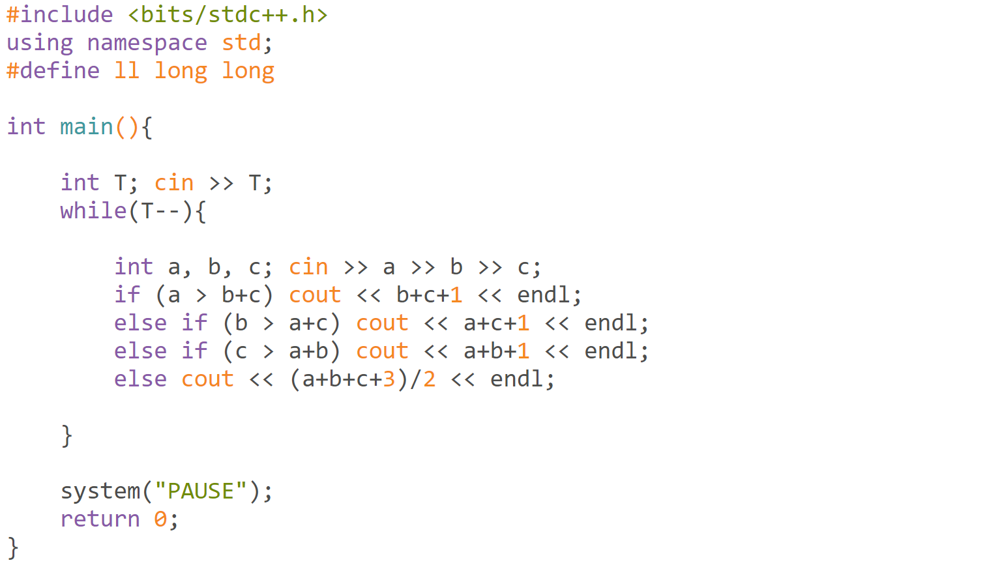 #include <bits/stdc++.h>
using namespace std;
#define ll long long
int main(){
int T; cin >> T;
while(T--){
int a, b, c; cin >> a >> b >> c;
if (a > b+c) cout << b+c+1 << endl;
else if (b > a+c) cout << a+c+1 << endl;
else if (c > a+b) cout << a+b+1 << endl;
else cout << (a+b+c+3)/2 << endl;
}
system("PAUSE");
return 0;
}